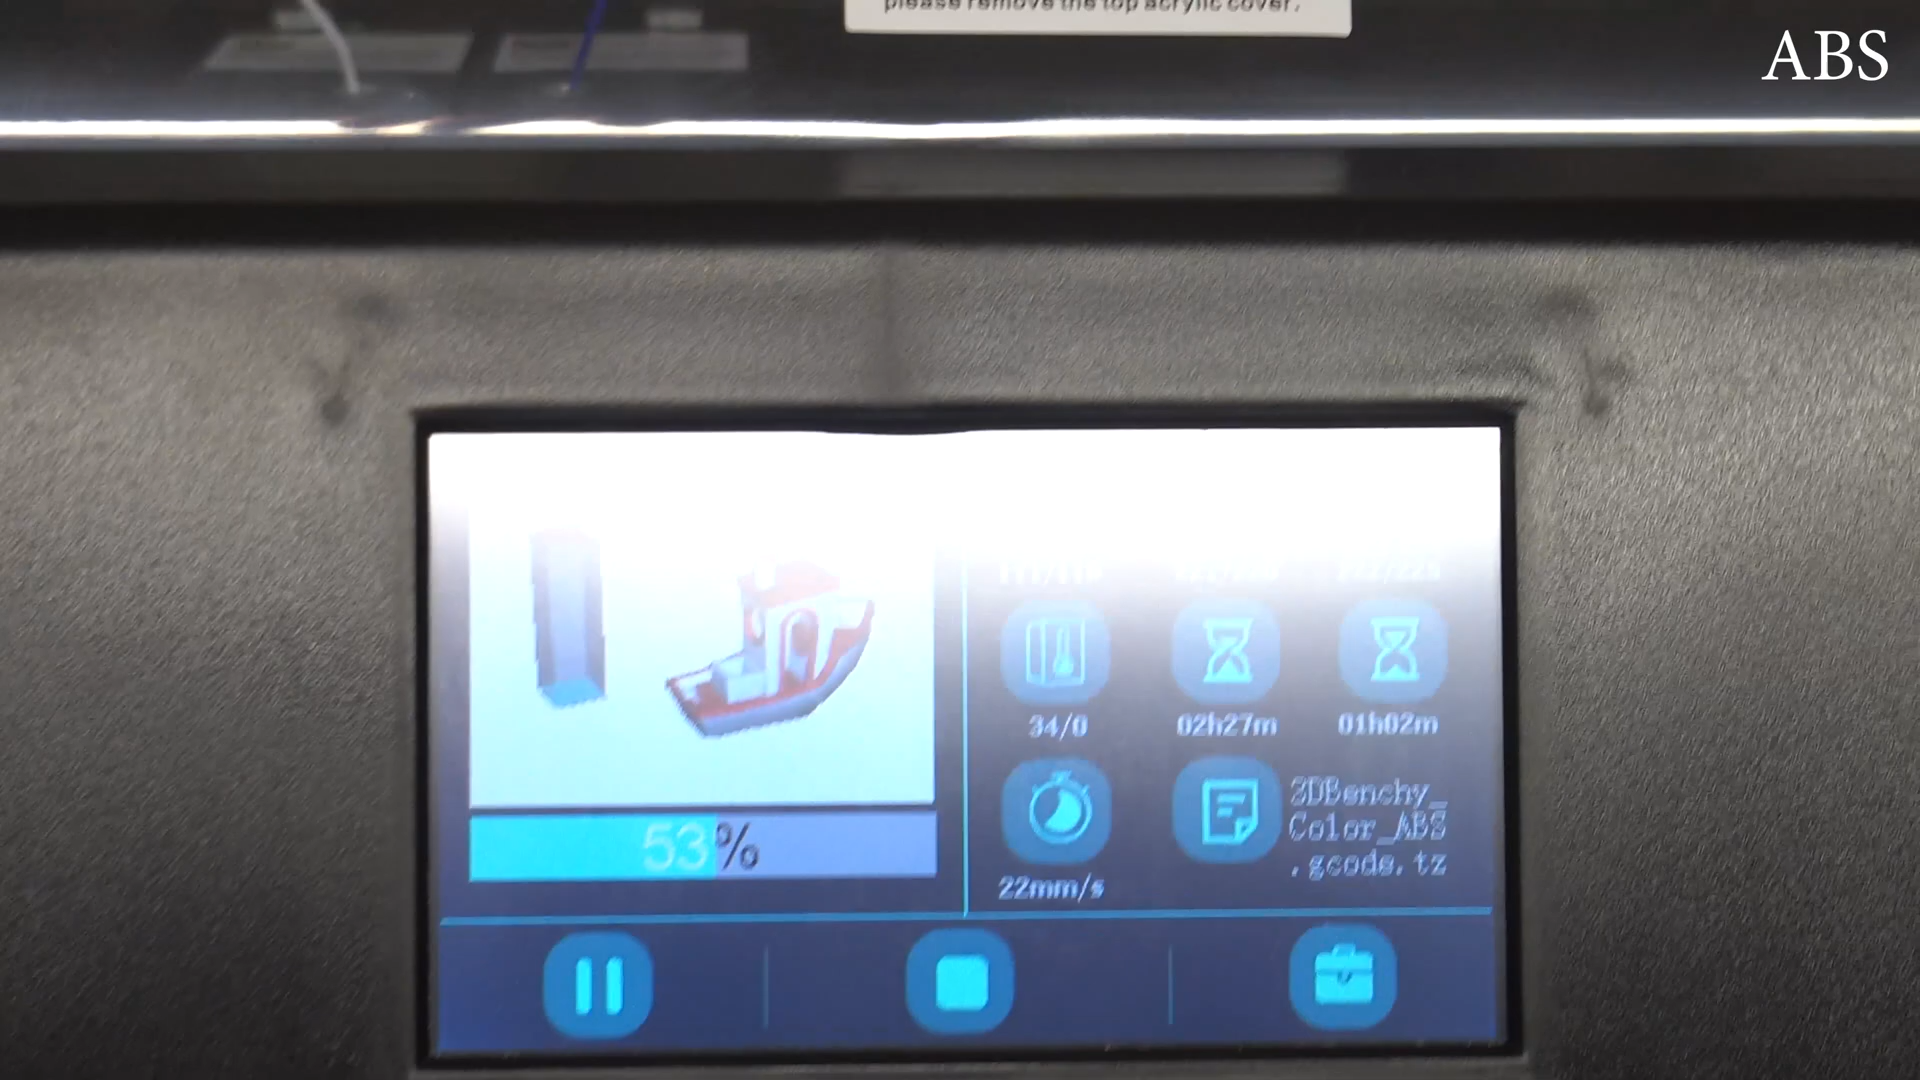 please remove the top acrylic cover.
ABS
34/0
02h27m
01h02m
3DBenchy_
Color_ABS
.gcode.tz
53%
22mm/s